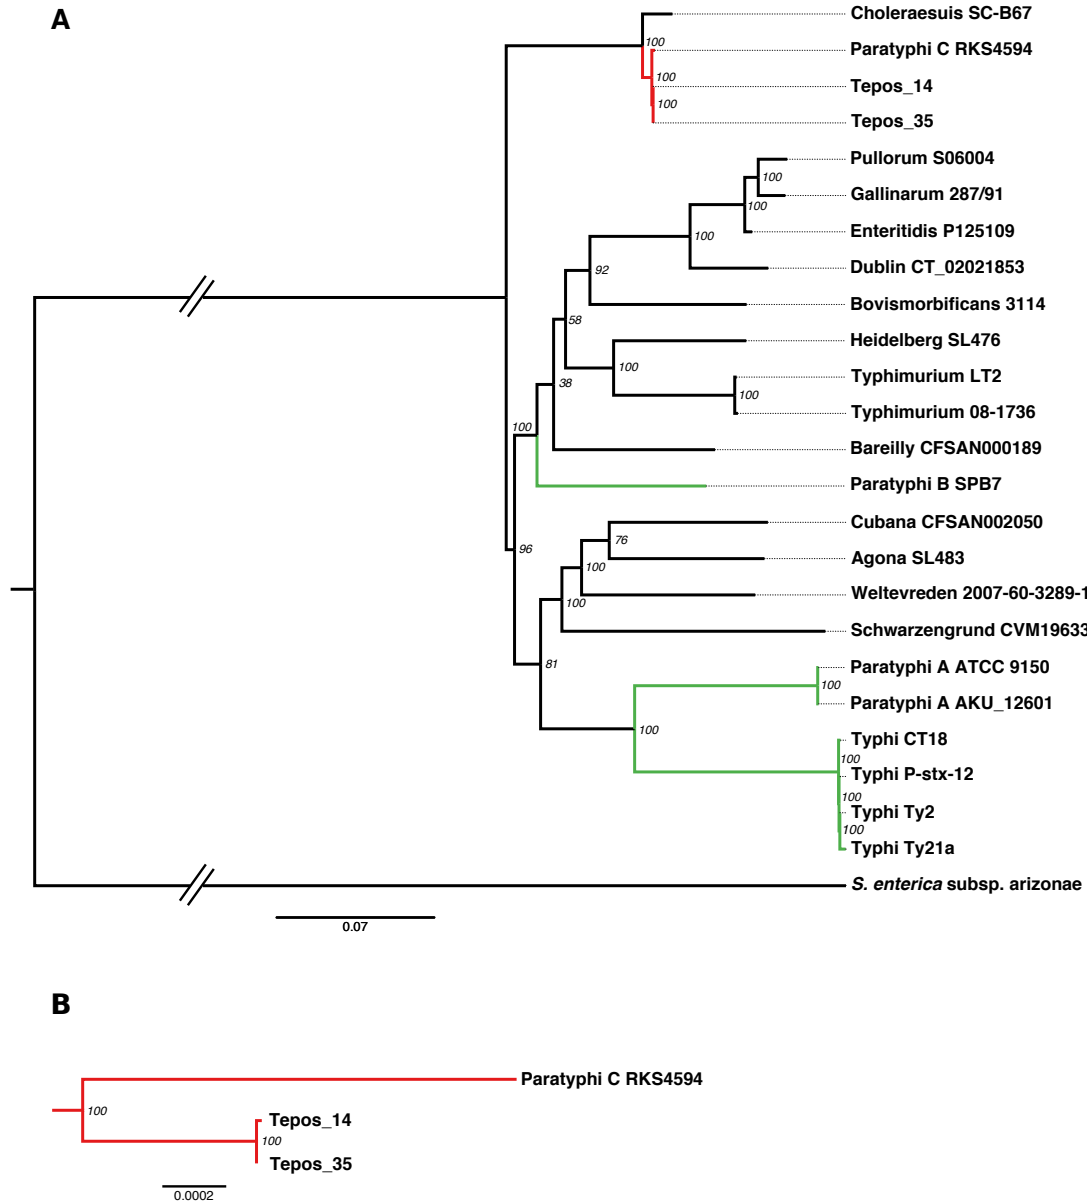 A
Choleraesuis SC-B67
100
Paratyphi C RKS4594
100
Tepos_14
100
Tepos_35
Pullorum S06004
100
Gallinarum 287/91
100
Enteritidis P125109
100
Dublin CT_02021853
92
Bovismorbificans 3114
58
Heidelberg SL476
100
Typhimurium LT2
38
100
Typhimurium 08-1736
100
Bareilly CFSAN000189
Paratyphi B SPB7
Cubana CFSAN002050
76
96
Agona SL483
100
Weltevreden 2007-60-3289-1
100
Schwarzengrund CVM19633
81
Paratyphi A ATCC 9150
100
Paratyphi A AKU_12601
100
Typhi CT18
100
Typhi P-stx-12
100
Typhi Ty2
100
Typhi Ty21a
S. enterica subsp. arizonae
0.07
B
Paratyphi C RKS4594
100
Tepos_14
100
Tepos_35
0.0002